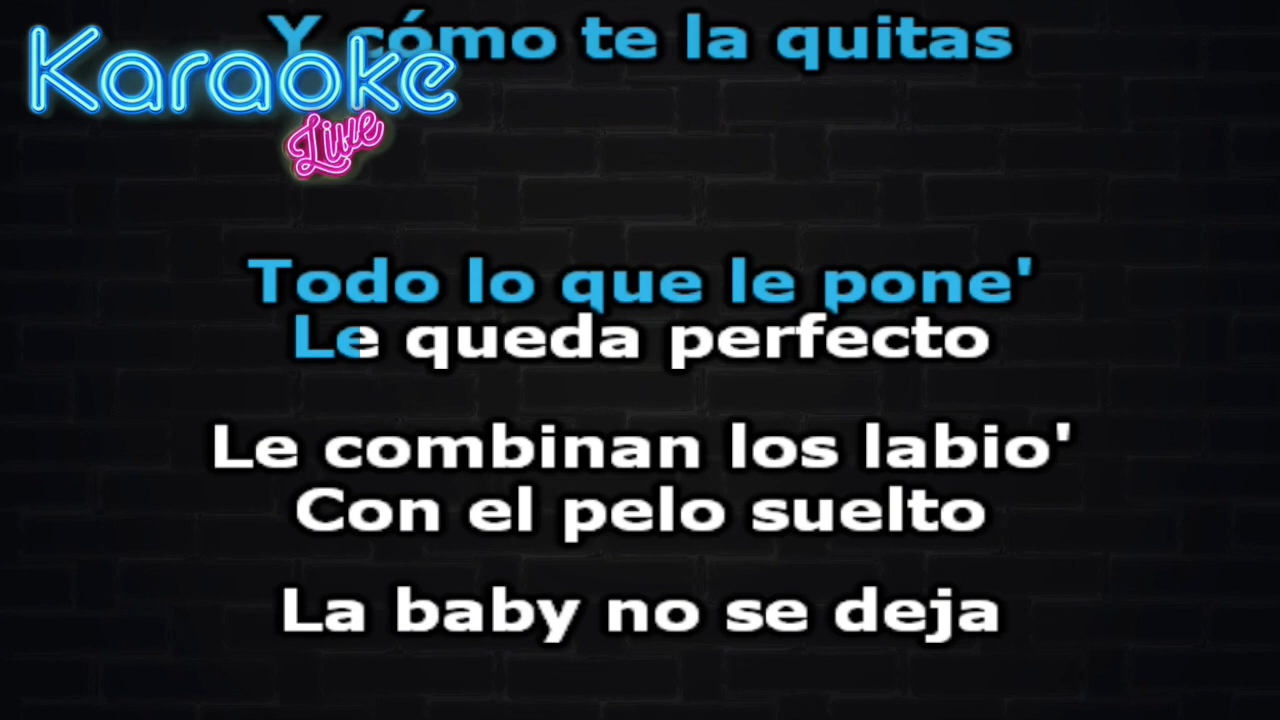 Y cómo te la quitas
Karaoke
Live
Todo lo que le pone'
Le queda perfecto
Le combinan los labio'
Con el pelo suelto
La baby no se deja